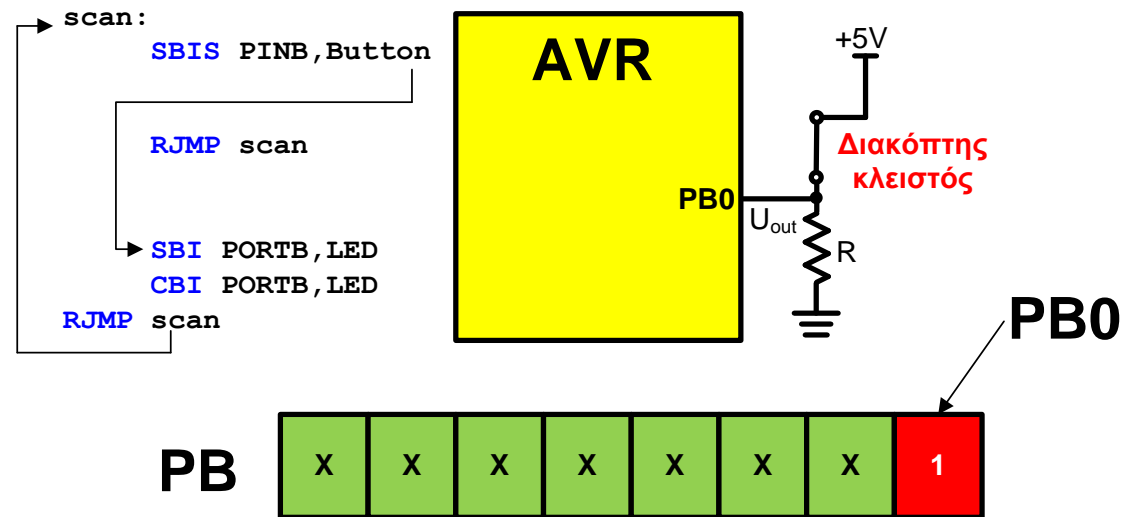 scan:
SBIS PINB,Button
RJMP scan
SBI PORTB,LED
CBI PORTB,LED
RJMP scan
AVR
PB0
+5V
Διακόπτης
κλειστός
Uout
R
PB0
PB X X X X X X X 1